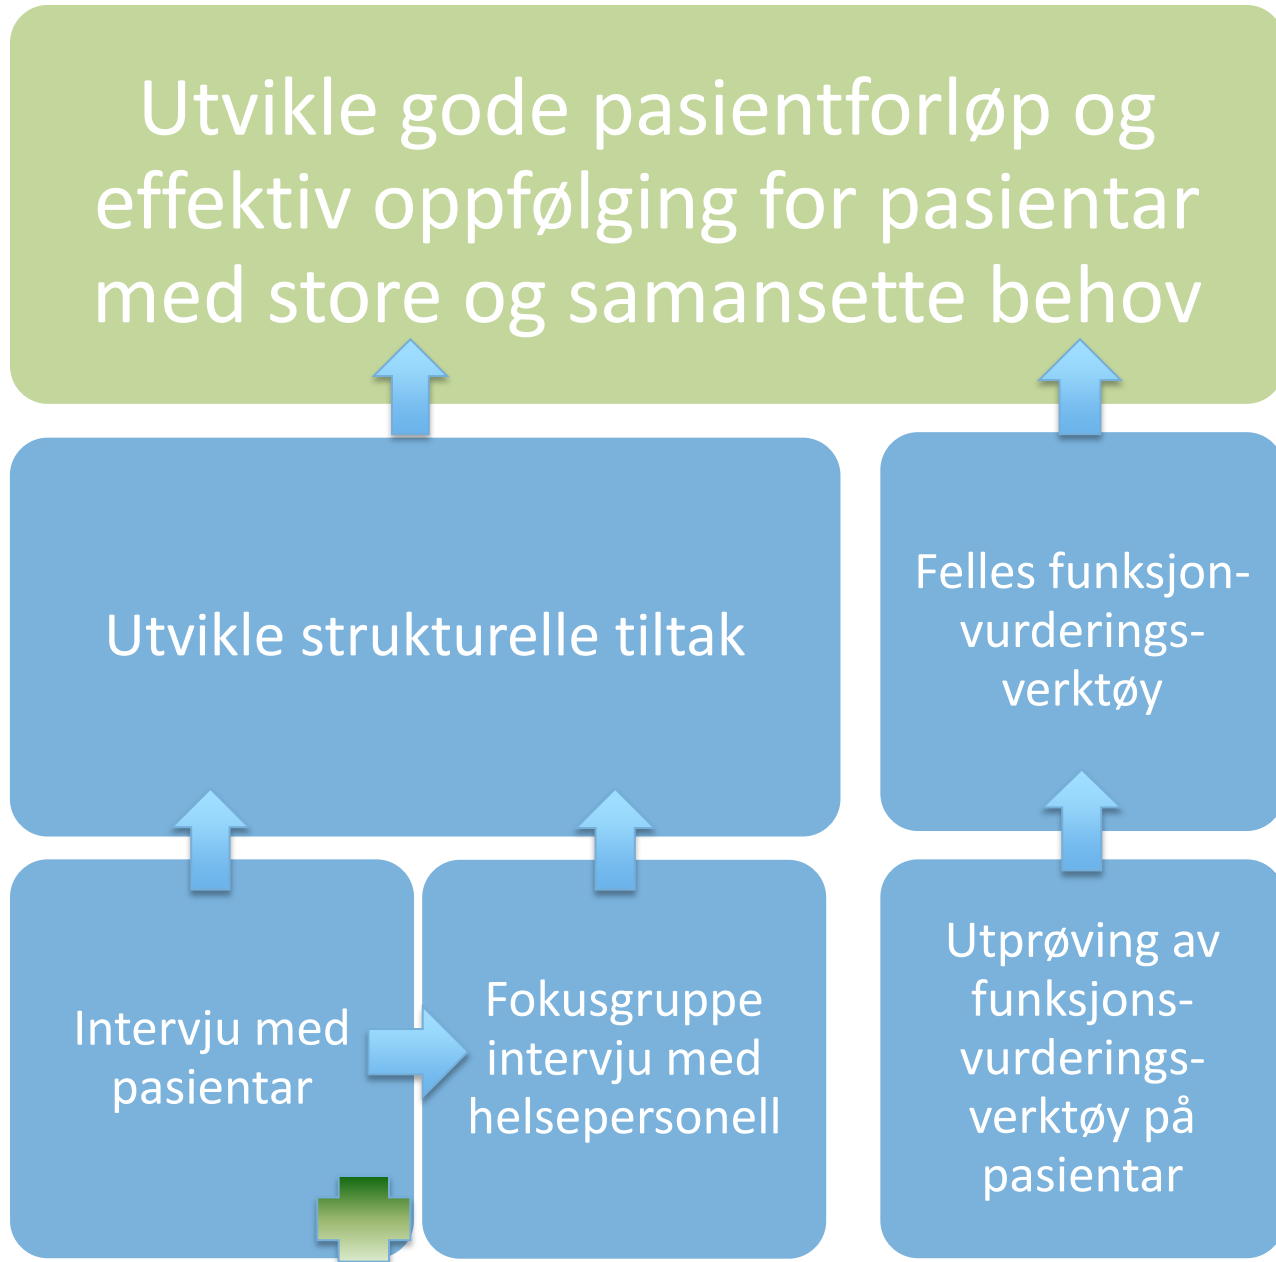 Utvikle gode pasientforløp og
effektiv oppfølging for pasientar
med store og samansette behov
Utvikle strukturelle tiltak
Felles funksjon-
vurderings-
verktøy
Intervju med
pasientar
Fokusgruppe
intervju med
helsepersonell
Utprøving av
funksjons-
vurderings-
verktøy på
pasientar